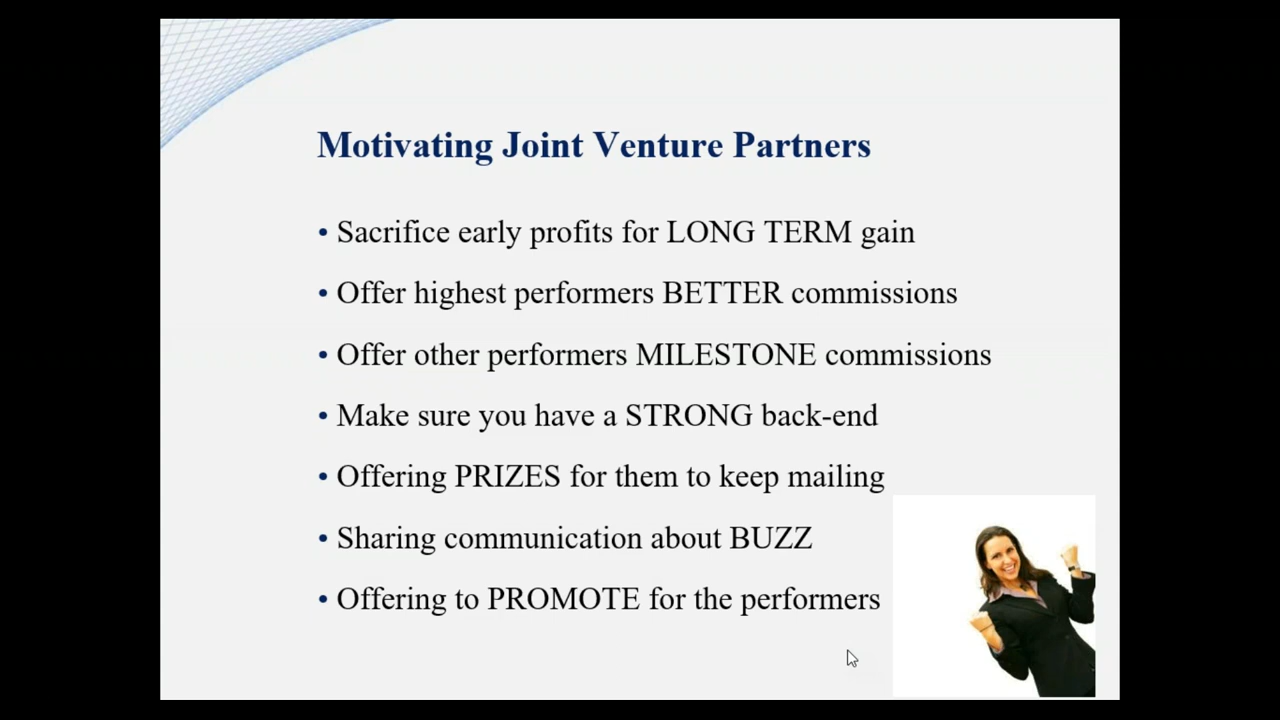 Motivating Joint Venture Partners
• Sacrifice early profits for LONG TERM gain
• Offer highest performers BETTER commissions
• Offer other performers MILESTONE commissions
• Make sure you have a STRONG back-end
• Offering PRIZES for them to keep mailing
• Sharing communication about BUZZ
• Offering to PROMOTE for the performers